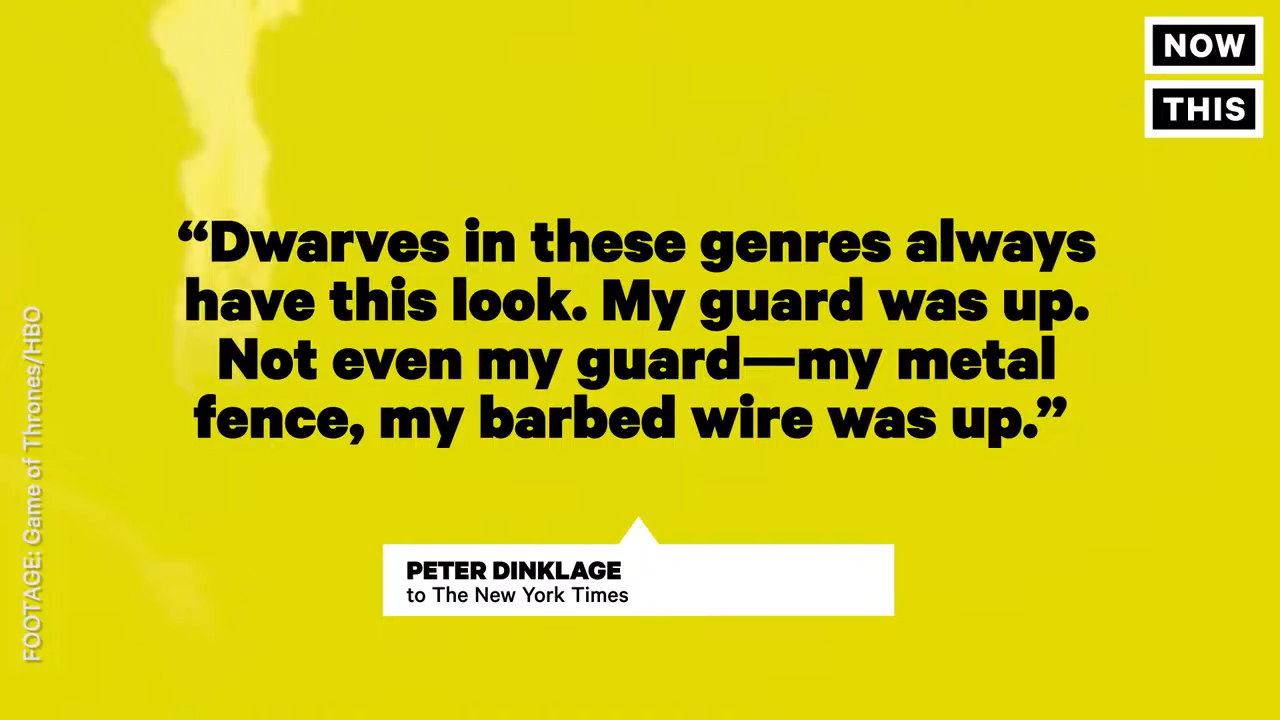 NOW
THIS
“Dwarves in these genres always
have this look. My guard was up.
Not even my guard—my metal
fence, my barbed wire was up.”
PETER DINKLAGE
to The New York Times
FOOTAGE: Game of Thrones/HBO